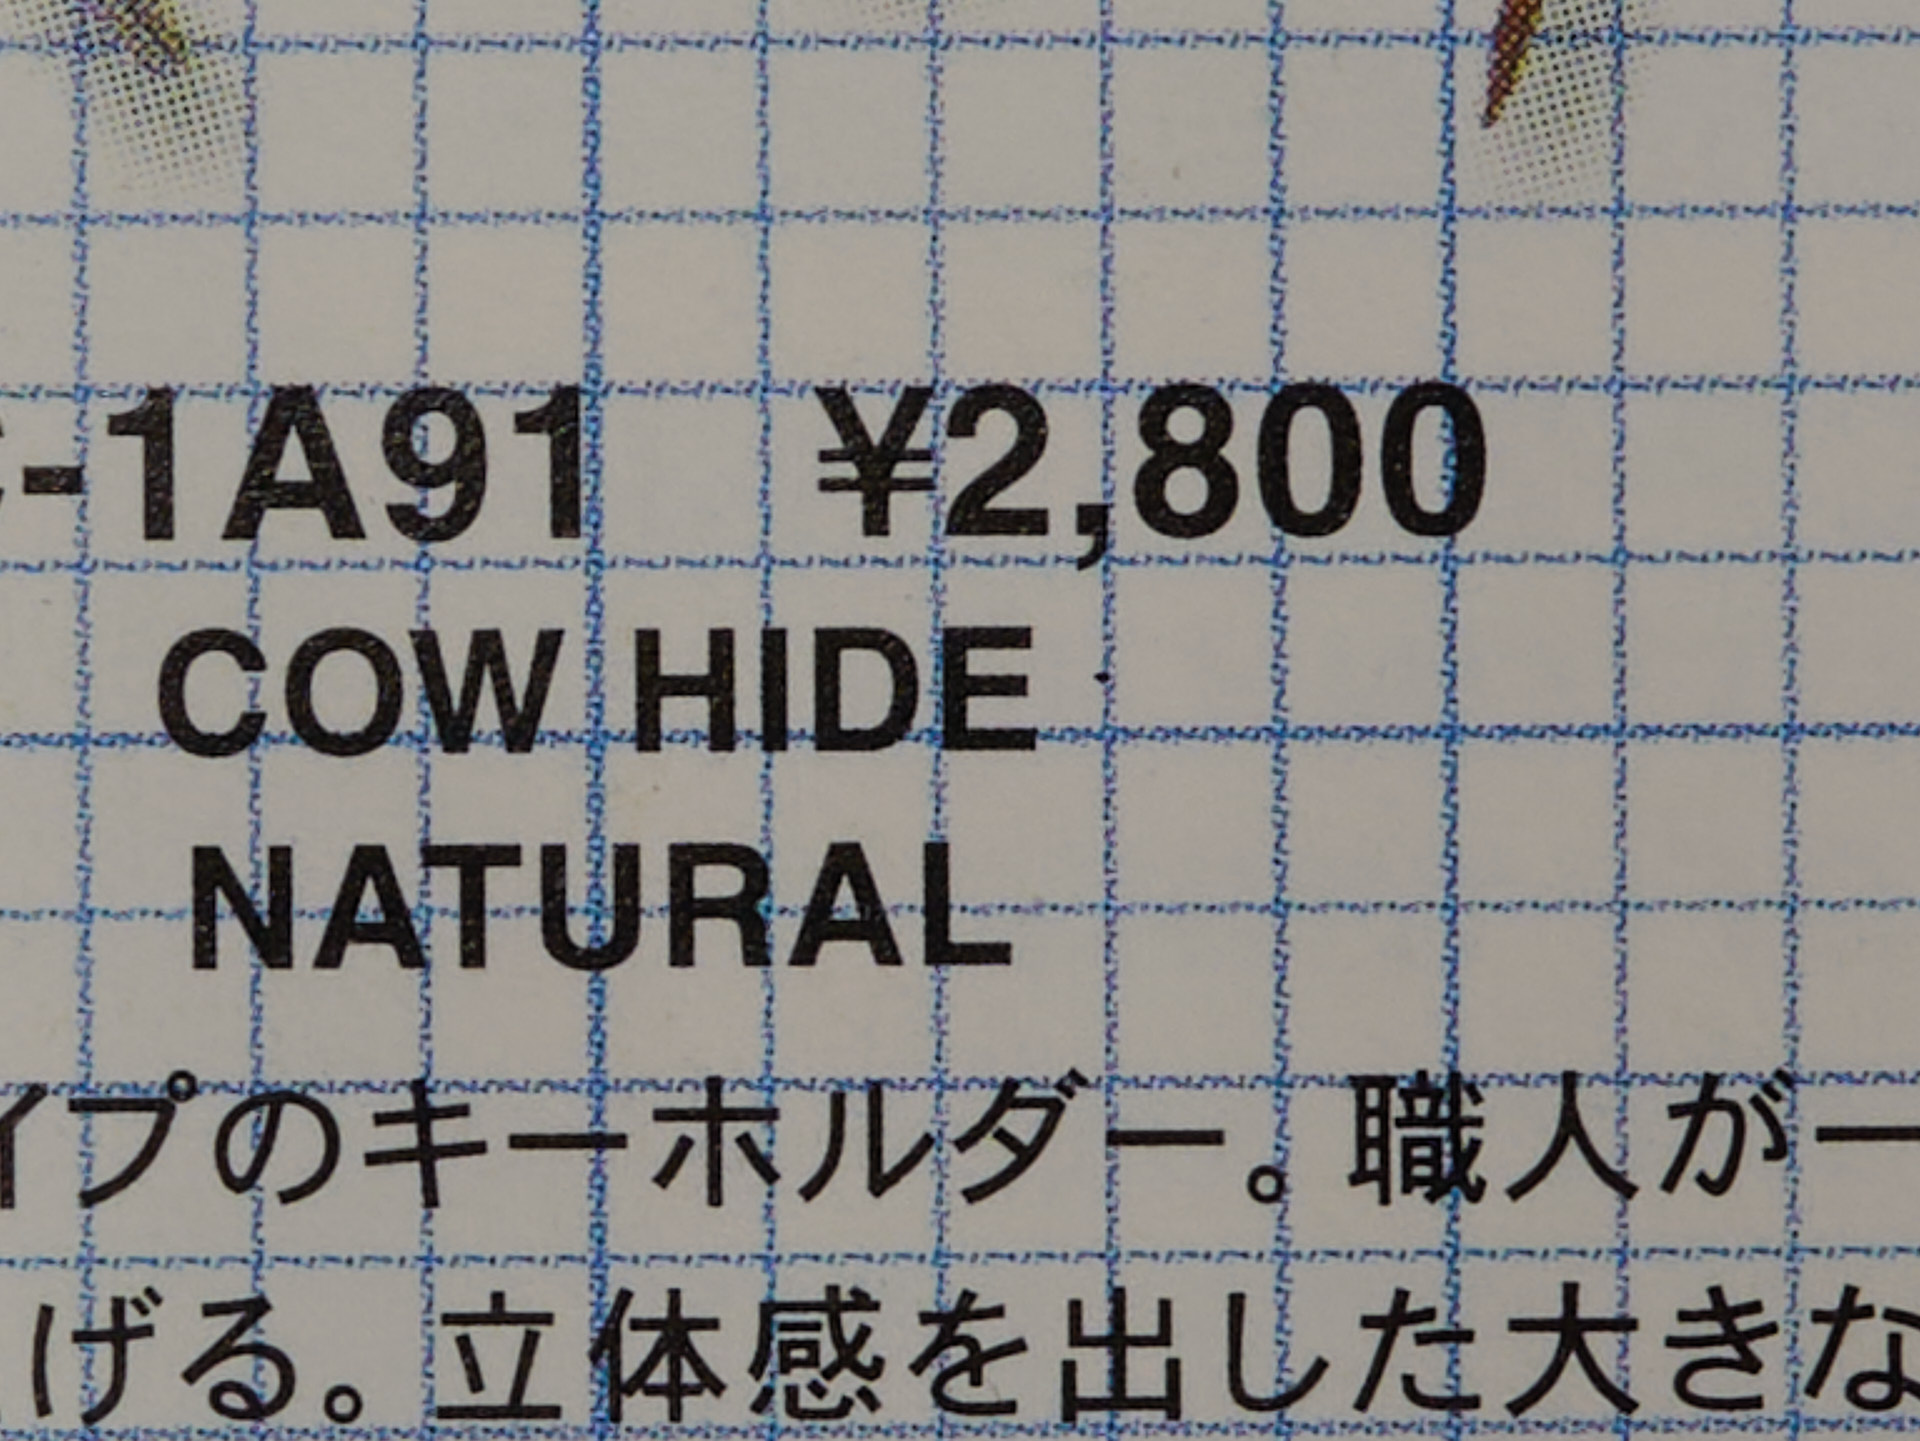 -1A91 ¥2,800
COW HIDE
NATURAL
イプのキーホルダー。職人が一
げる。立体感を出した大きな